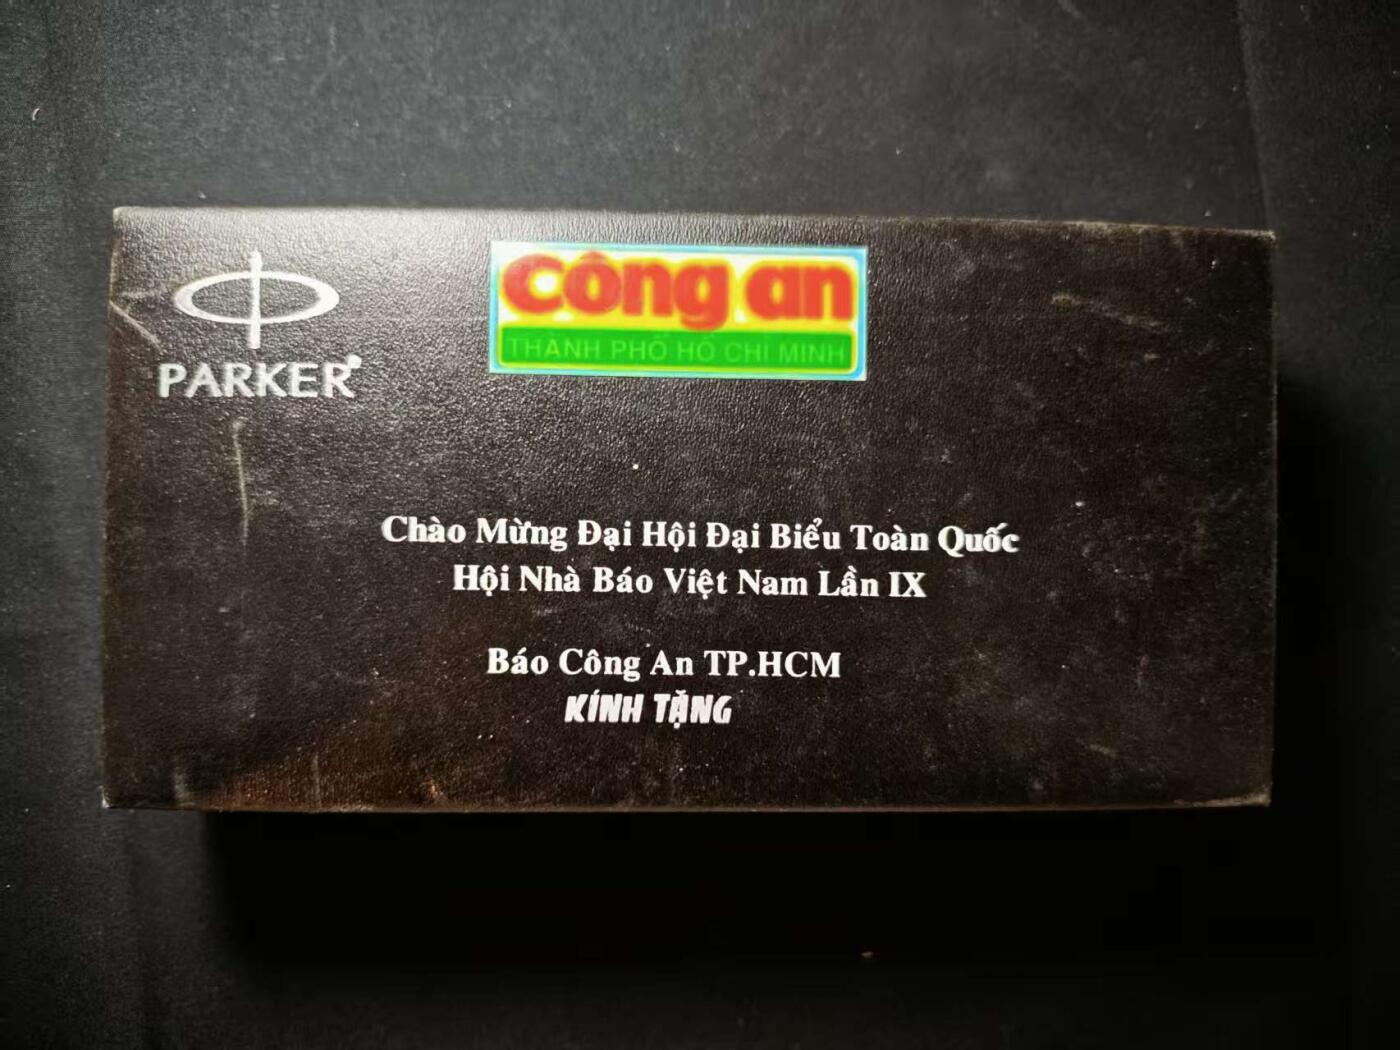 PARKER
công an
THÀNH PHỐ HỒ CHÍ MINH
Chào Mừng Đại Hội Đại Biểu Toàn Quốc
Hội Nhà Báo Việt Nam Lần IX
Báo Công An TP.HCM
KÍNH TẶNG